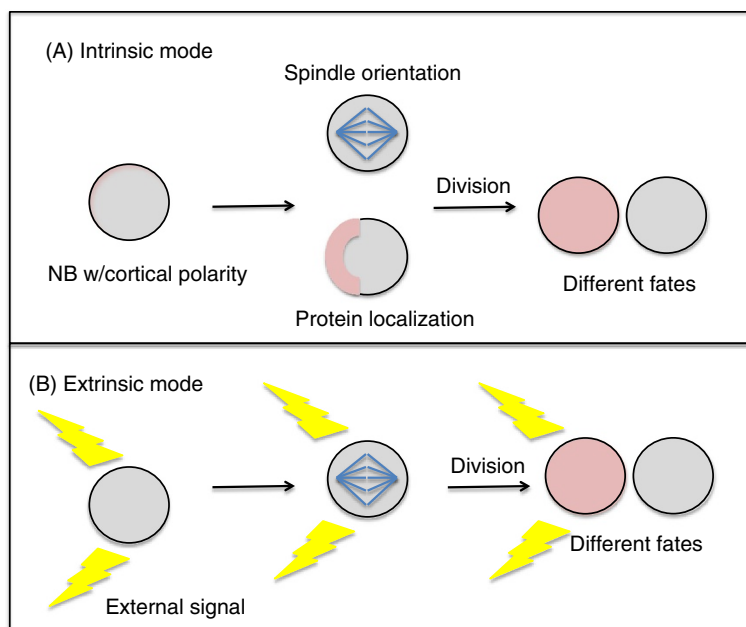 (A) Intrinsic mode
Spindle orientation
Division
NB w/cortical polarity
Protein localization
Different fates
(B) Extrinsic mode
Division
External signal
Different fates